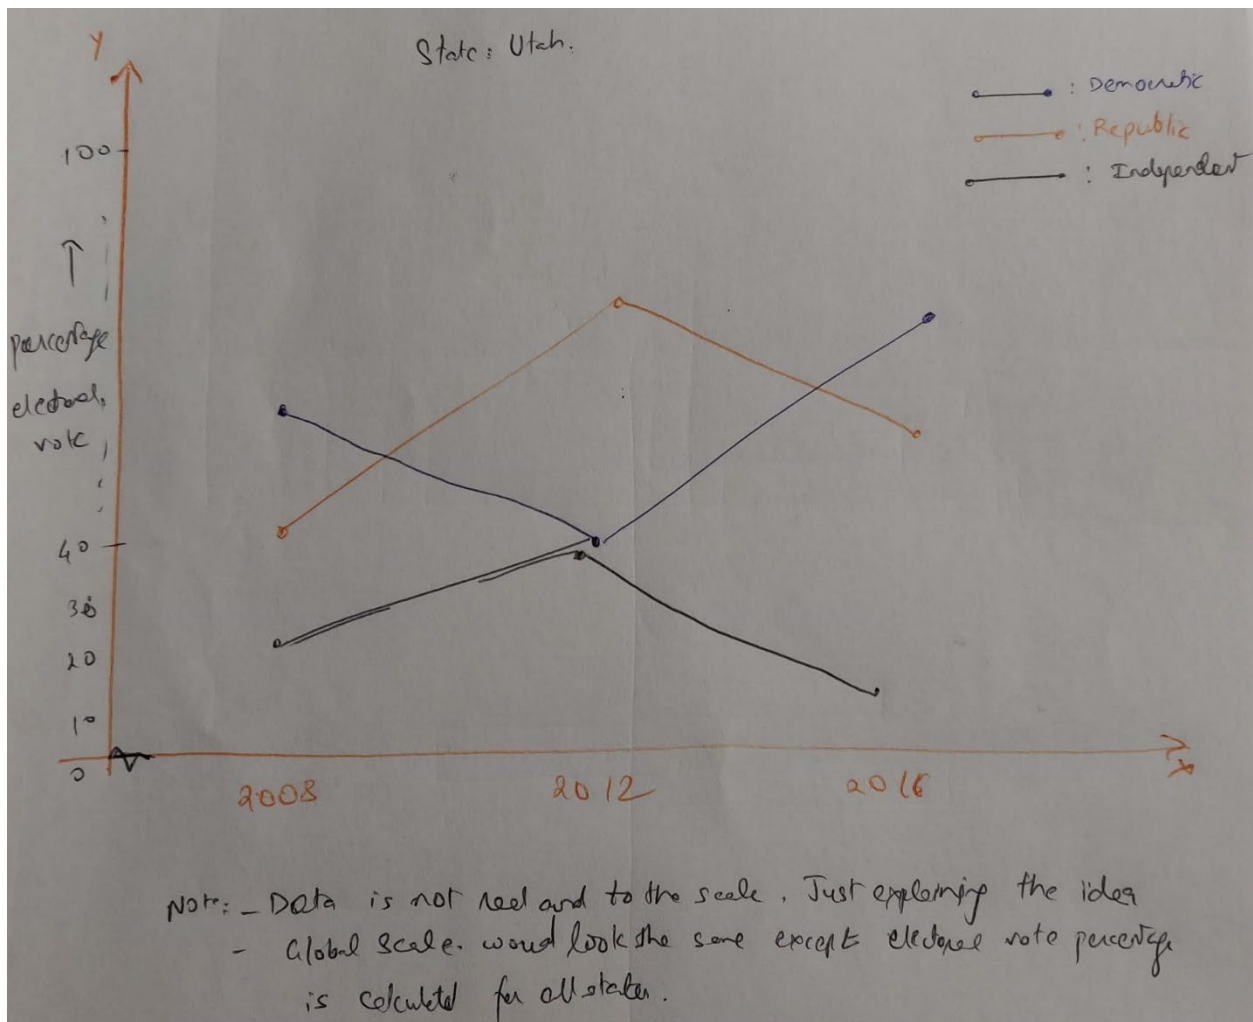 State: Utah.
Y
: Democratic
: Republic
: Independent
100
percentage
electoral
vote
40
30
20
10
0
2008 2012 2016
X
Note: - Data is not real and to the scale. Just explaining the idea
- Global scale. would look the same except electoral vote percentage
is calculated for all states.